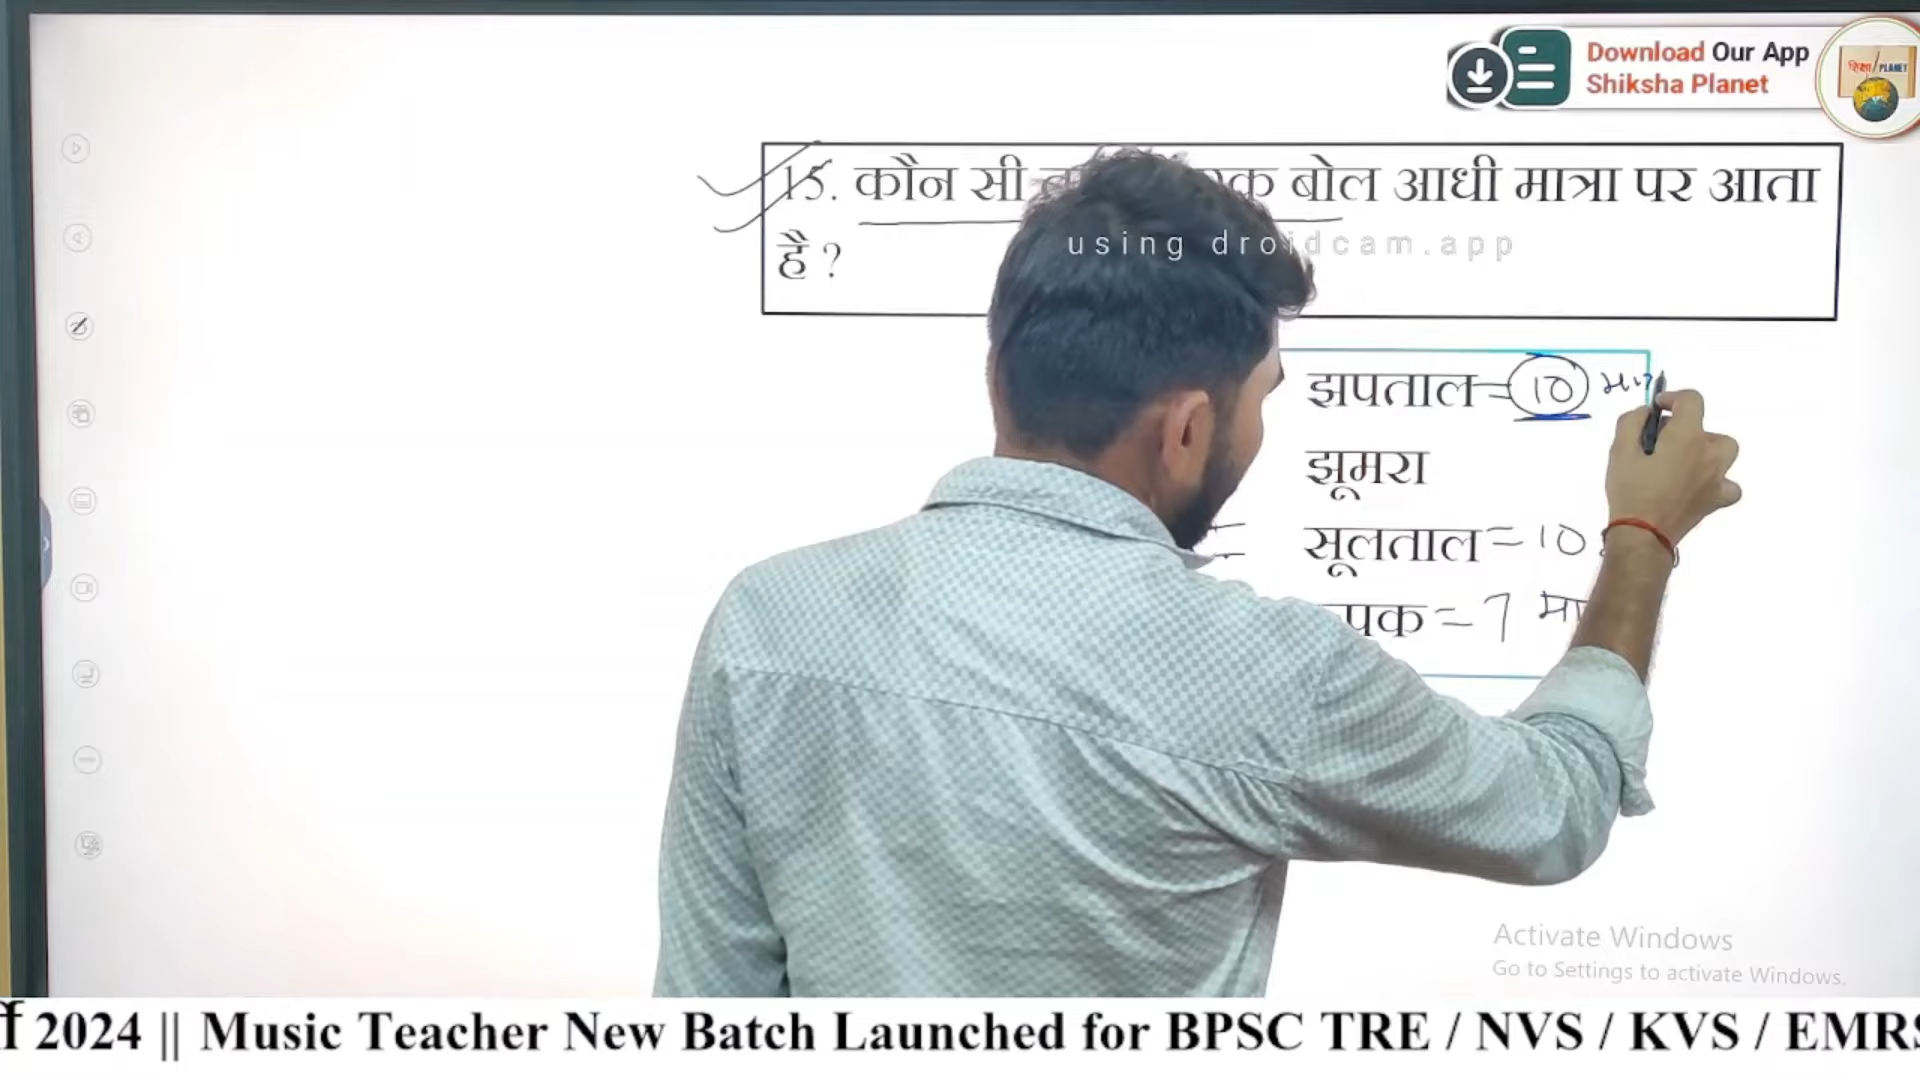 Download Our App
Shiksha Planet
शिक्षा PLANET
15. कौन सी बोल आधी मात्रा पर आता
है ?
using droidcam.app
झपताल = 10
झूमरा
सूलताल = 10
पक = 7 मा
Activate Windows
Go to Settings to activate Windows.
2024 || Music Teacher New Batch Launched for BPSC TRE / NVS / KVS / EMRS